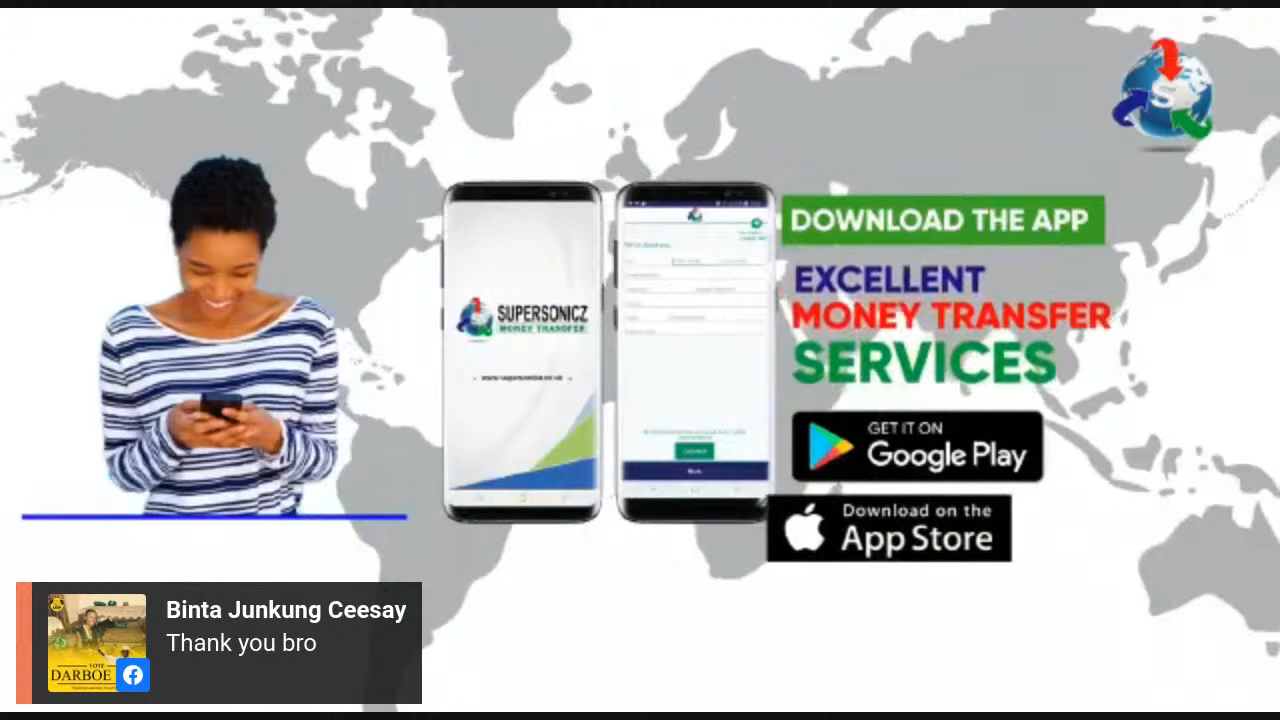 DOWNLOAD THE APP
EXCELLENT
MONEY TRANSFER
SERVICES
GET IT ON
Google Play
Download on the
App Store
SUPERSONICZ
MONEY TRANSFER
Binta Junkung Ceesay
Thank you bro
VOTE
DARBOE